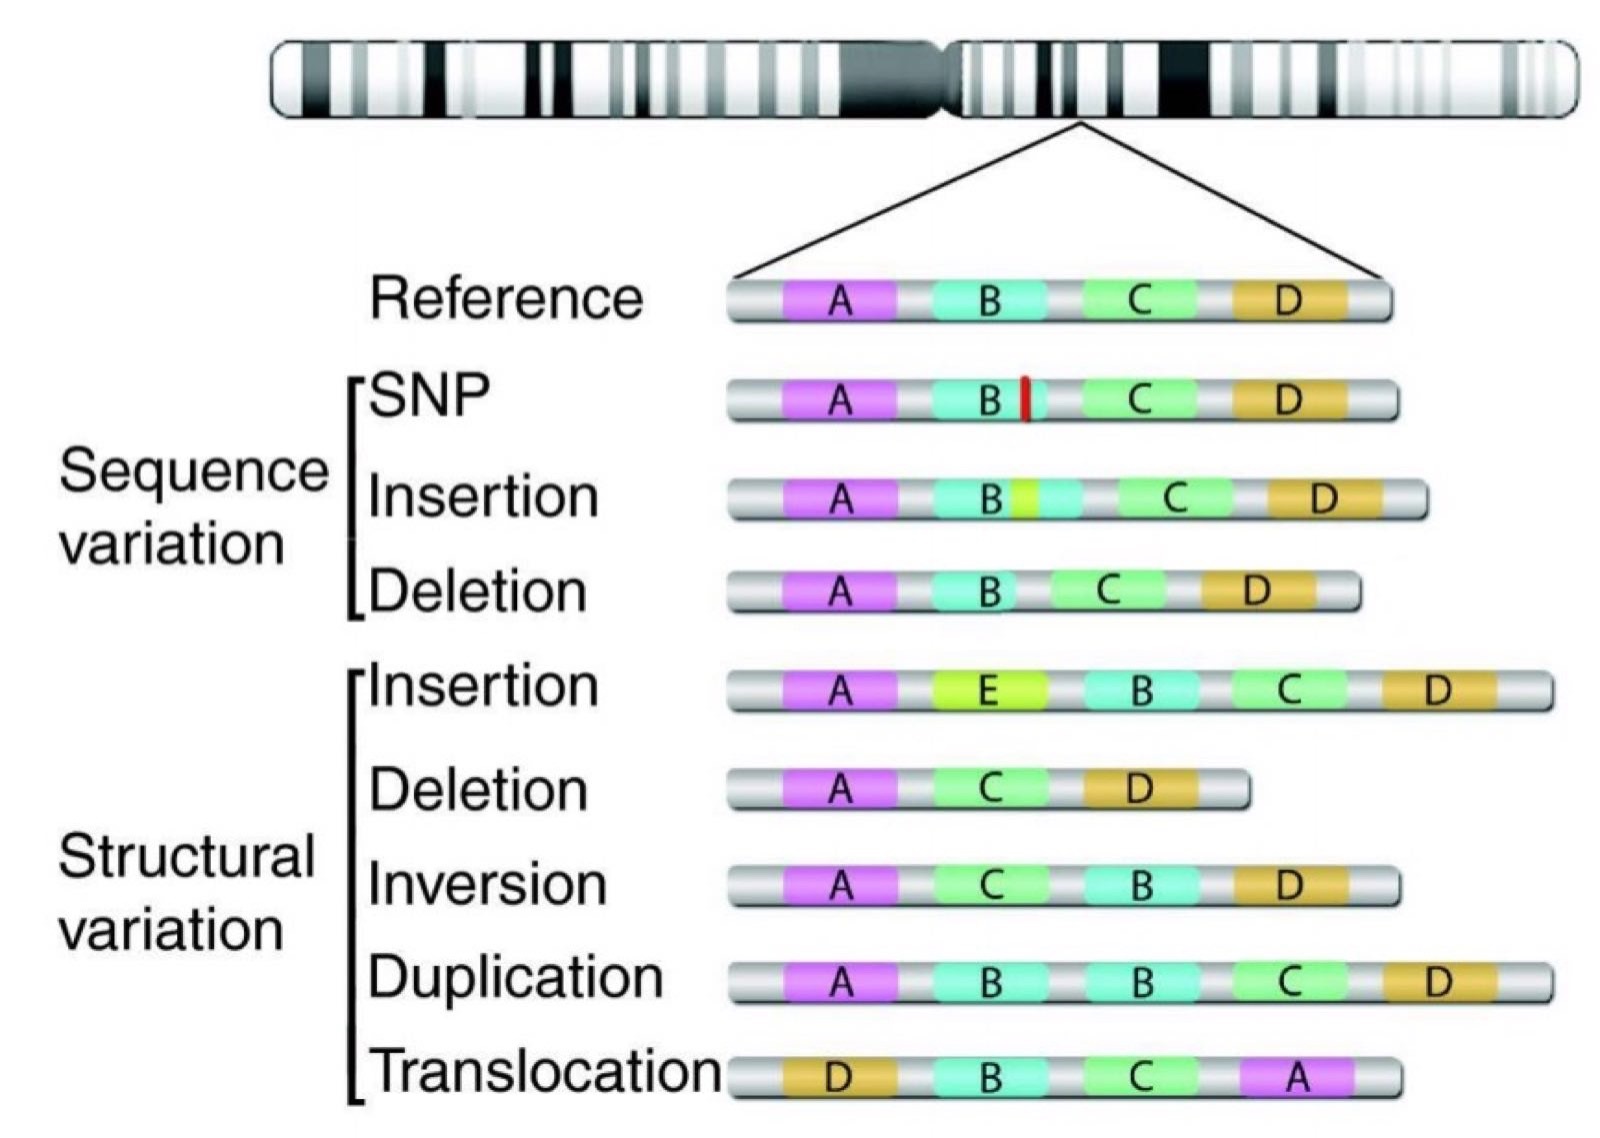 Reference
A B C D
SNP
A B C D
Sequence
variation
Insertion
A B C D
Deletion
A B C D
Insertion
A E B C D
Deletion
A C D
Structural
variation
Inversion
A C B D
Duplication
A B B C D
Translocation
D B C A